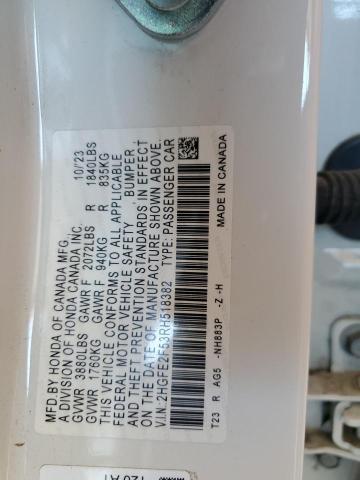 MFD.BY HONDA OF CANADA MFG. 10/23
A DIVISION OF HONDA CANADA INC.
GVWR 3880LBS GAWR F 2072LBS R 1840LBS
GVWR 1760KG GAWR F 940KG R 835KG
THIS VEHICLE CONFORMS TO ALL APPLICABLE
FEDERAL MOTOR VEHICLE SAFETY BUMPER
AND THEFT PREVENTION STANDARDS IN EFFECT
ON THE DATE OF MANUFACTURE SHOWN ABOVE.
V.I.N.:2HGFE2F53RH518382 TYPE:PASSENGER CAR
T23 R AG5 -NH883P -Z -H MADE IN CANADA